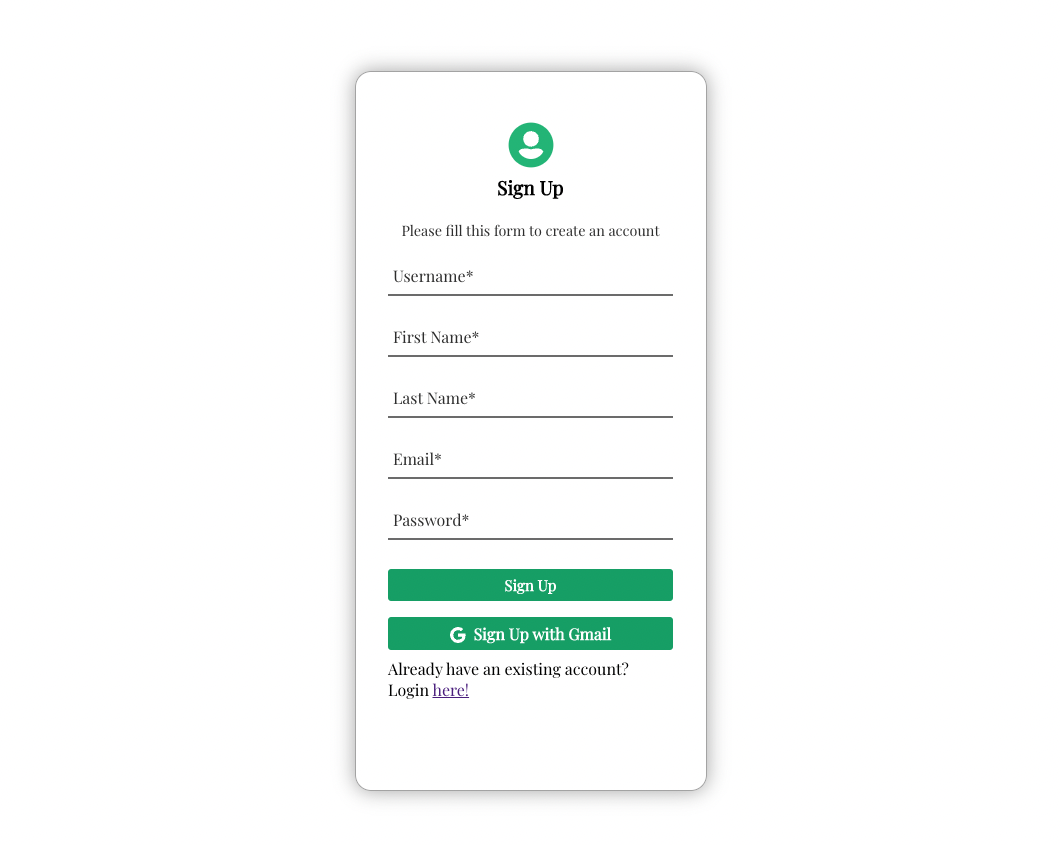 Sign Up
Please fill this form to create an account
Username*
First Name*
Last Name*
Email*
Password*
Sign Up
G Sign Up with Gmail
Already have an existing account?
Login here!